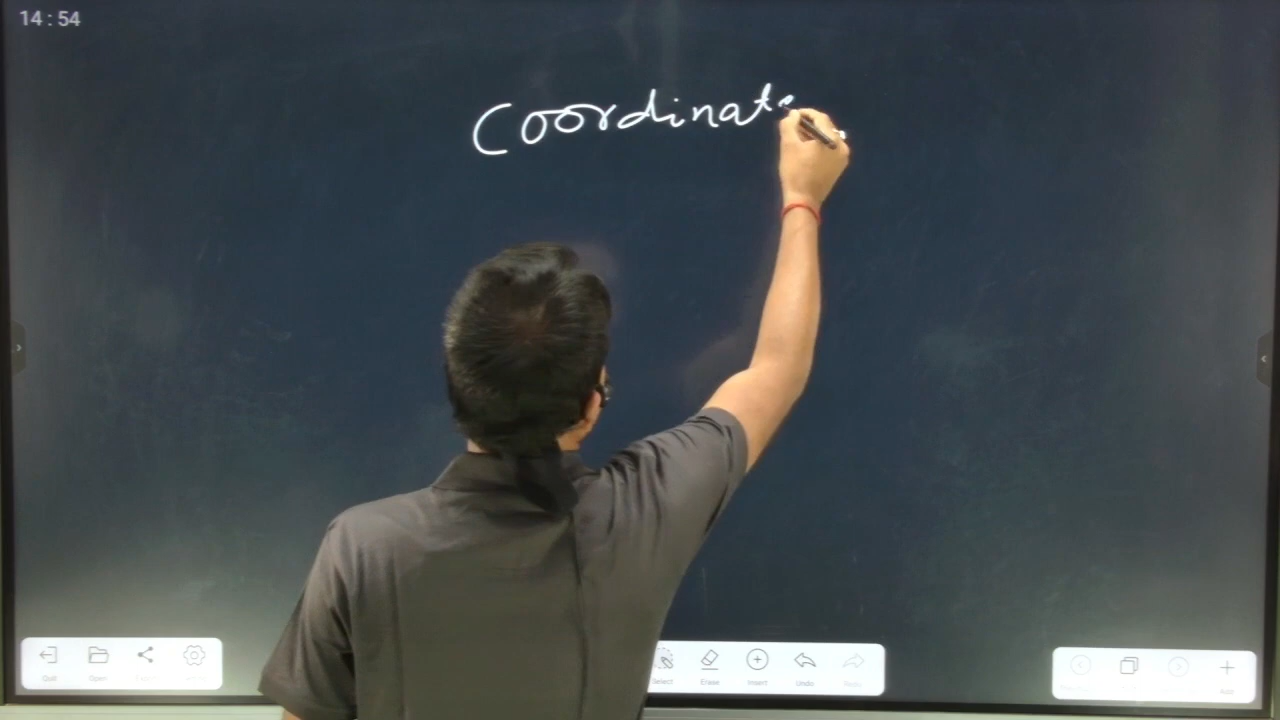 14:54
Coordinate
Quit
Open
Select
Erase
Insert
Undo
Redo
Add